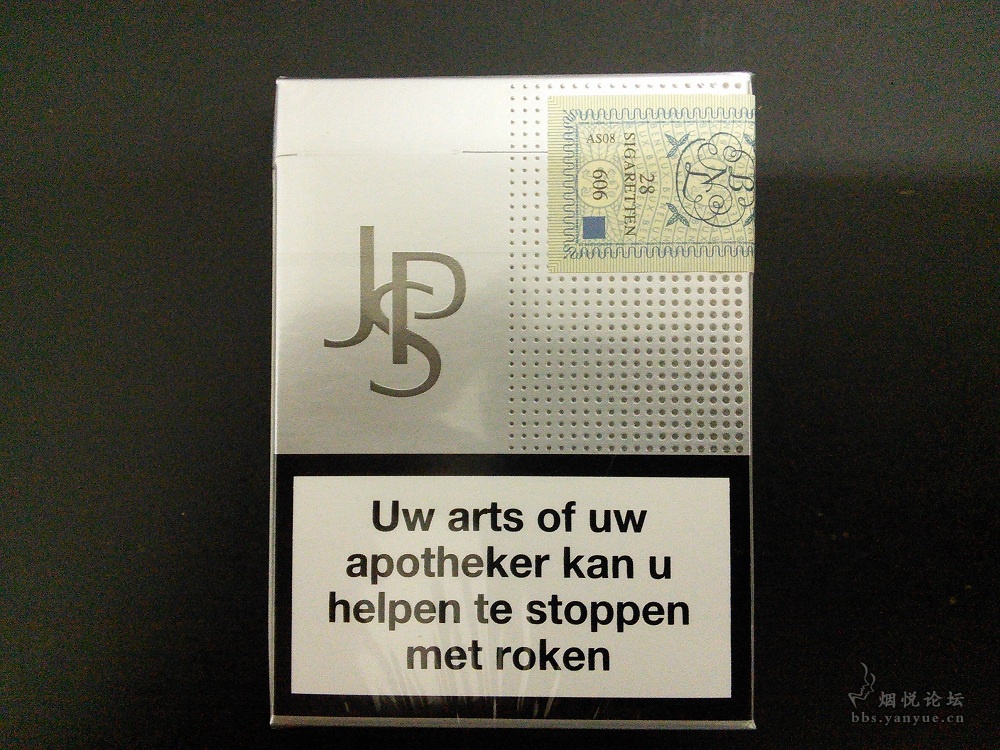 JPS
AS08
SIGARETTEN
28
606
Uw arts of uw
apotheker kan u
helpen te stoppen
met roken
烟悦论坛
bbs.yanyue.cn